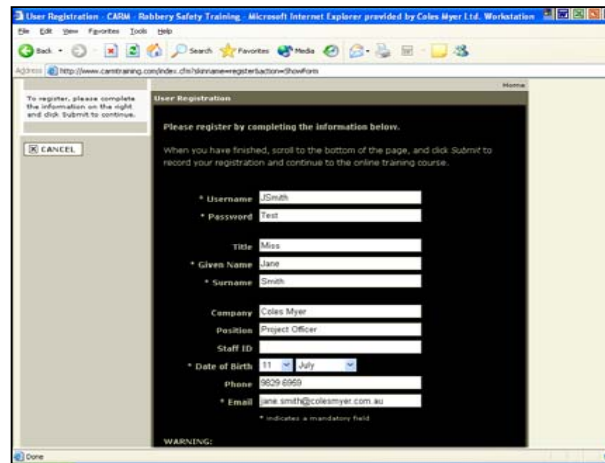 User Registration - CARM - Robbery Safety Training - Microsoft Internet Explorer provided by Coles Myer Ltd. Workstation
File Edit View Favorites Tools Help
Back Search Favorites Media
Address http://www.carmtraining.com/index.cfm?skinname=register&action=ShowForm
Home
To register, please complete
the information on the right
and click Submit to continue.
CANCEL
User Registration
Please register by completing the information below.
When you have finished, scroll to the bottom of the page, and click Submit to
record your registration and continue to the online training course.
* Username JSmith
* Password Test
Title Miss
* Given Name Jane
* Surname Smith
Company Coles Myer
Position Project Officer
Staff ID
* Date of Birth 11 July
Phone 9829 6959
* Email jane.smith@colesmyer.com.au
* indicates a mandatory field
WARNING:
Done